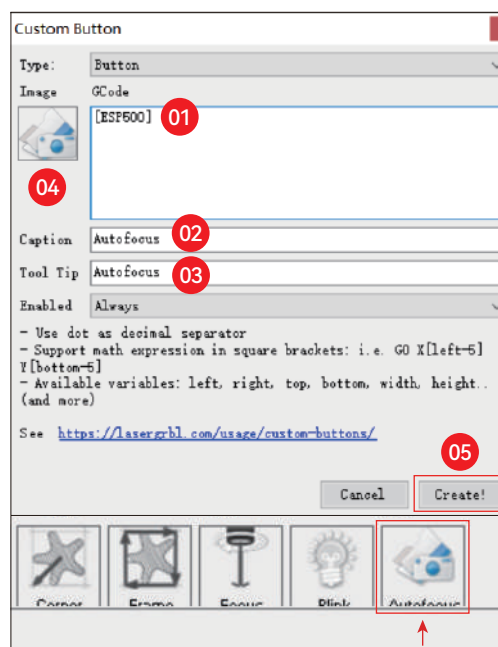 Custom Button
Type: Button
Image GCode
[ESP500] 01
04
Caption Autofocus 02
Tool Tip Autofocus 03
Enabled Always
- Use dot as decimal separator
- Support math expression in square brackets: i.e. G0 X[left-5]
Y[bottom-5]
- Available variables: left, right, top, bottom, width, height..
(and more)
See https://lasergrbl.com/usage/custom-buttons/
05
Cancel Create!
Corner Frame Focus Blink Autofocus